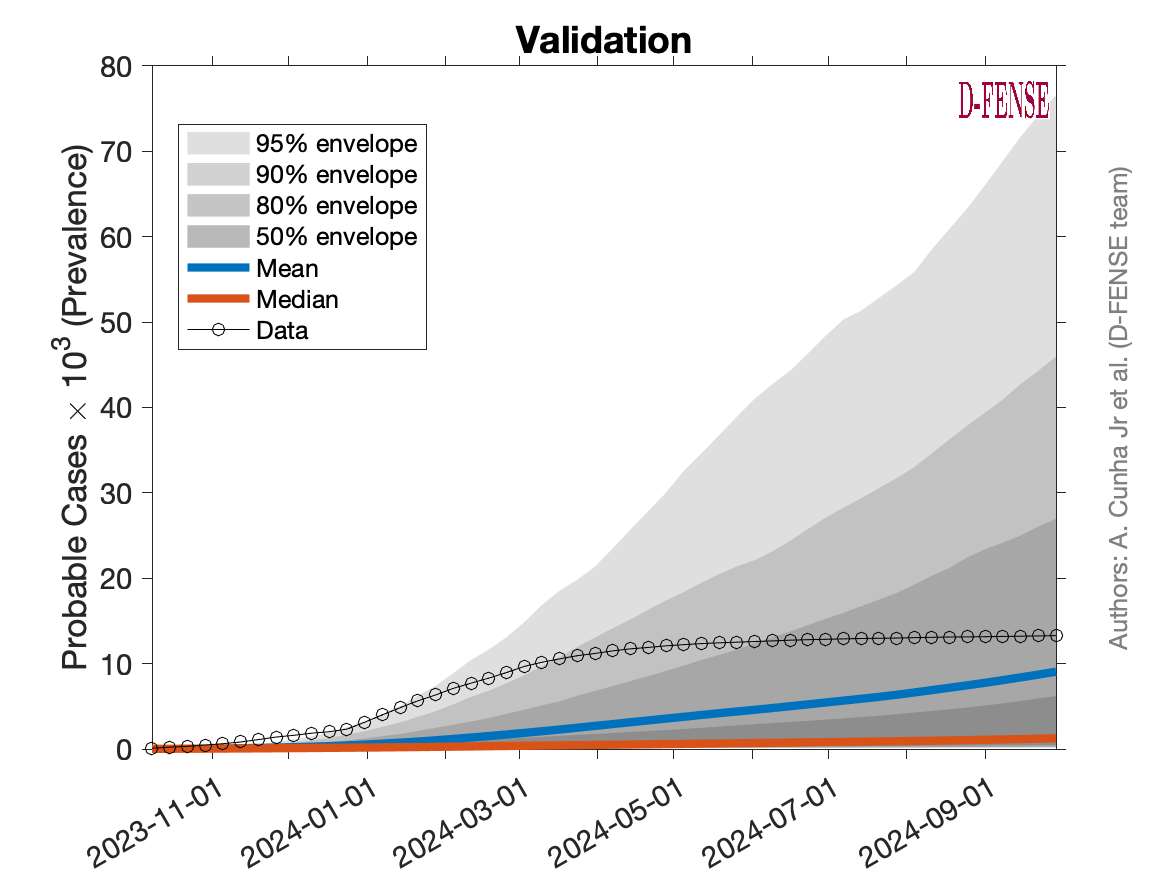 Validation
D-FENSE
80
70
60
50
40
30
20
10
0
Probable Cases × 10³ (Prevalence)
95% envelope
90% envelope
80% envelope
50% envelope
Mean
Median
Data
2023-11-01
2024-01-01
2024-03-01
2024-05-01
2024-07-01
2024-09-01
Authors: A. Cunha Jr et al. (D-FENSE team)